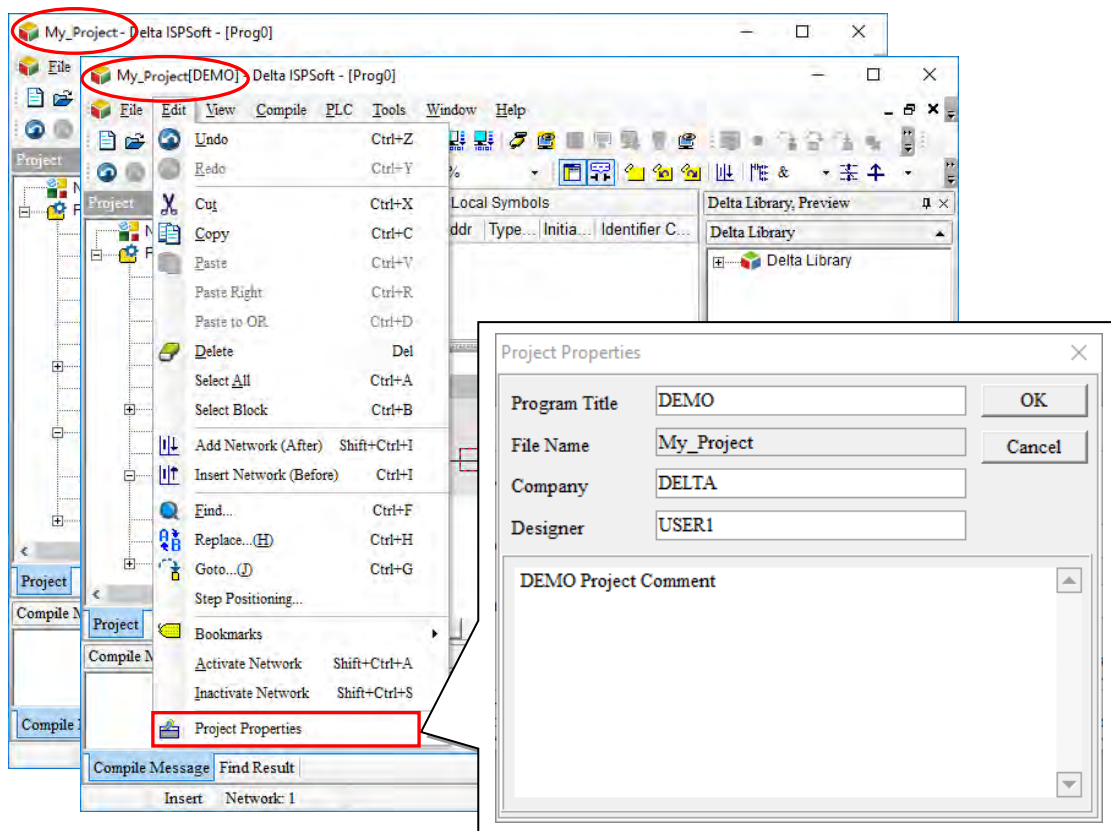 My_Project - Delta ISPSoft - [Prog0]
File
Project
Project
Compile
My_Project[DEMO] - Delta ISPSoft - [Prog0]
File Edit View Compile PLC Tools Window Help
Undo Ctrl+Z
Redo Ctrl+Y
Cut Ctrl+X
Copy Ctrl+C
Paste Ctrl+V
Paste Right Ctrl+R
Paste to OR Ctrl+D
Delete Del
Select All Ctrl+A
Select Block Ctrl+B
Add Network (After) Shift+Ctrl+I
Insert Network (Before) Ctrl+I
Find... Ctrl+F
Replace...(H) Ctrl+H
Goto...(J) Ctrl+G
Step Positioning...
Bookmarks
Activate Network Shift+Ctrl+A
Inactivate Network Shift+Ctrl+S
Project Properties
Project
Local Symbols
ddr Type... Initia... Identifier C...
Delta Library, Preview
Delta Library
Delta Library
Project
Compile
Compile Message Find Result
Insert Network: 1
Project Properties
Program Title DEMO OK
File Name My_Project Cancel
Company DELTA
Designer USER1
DEMO Project Comment